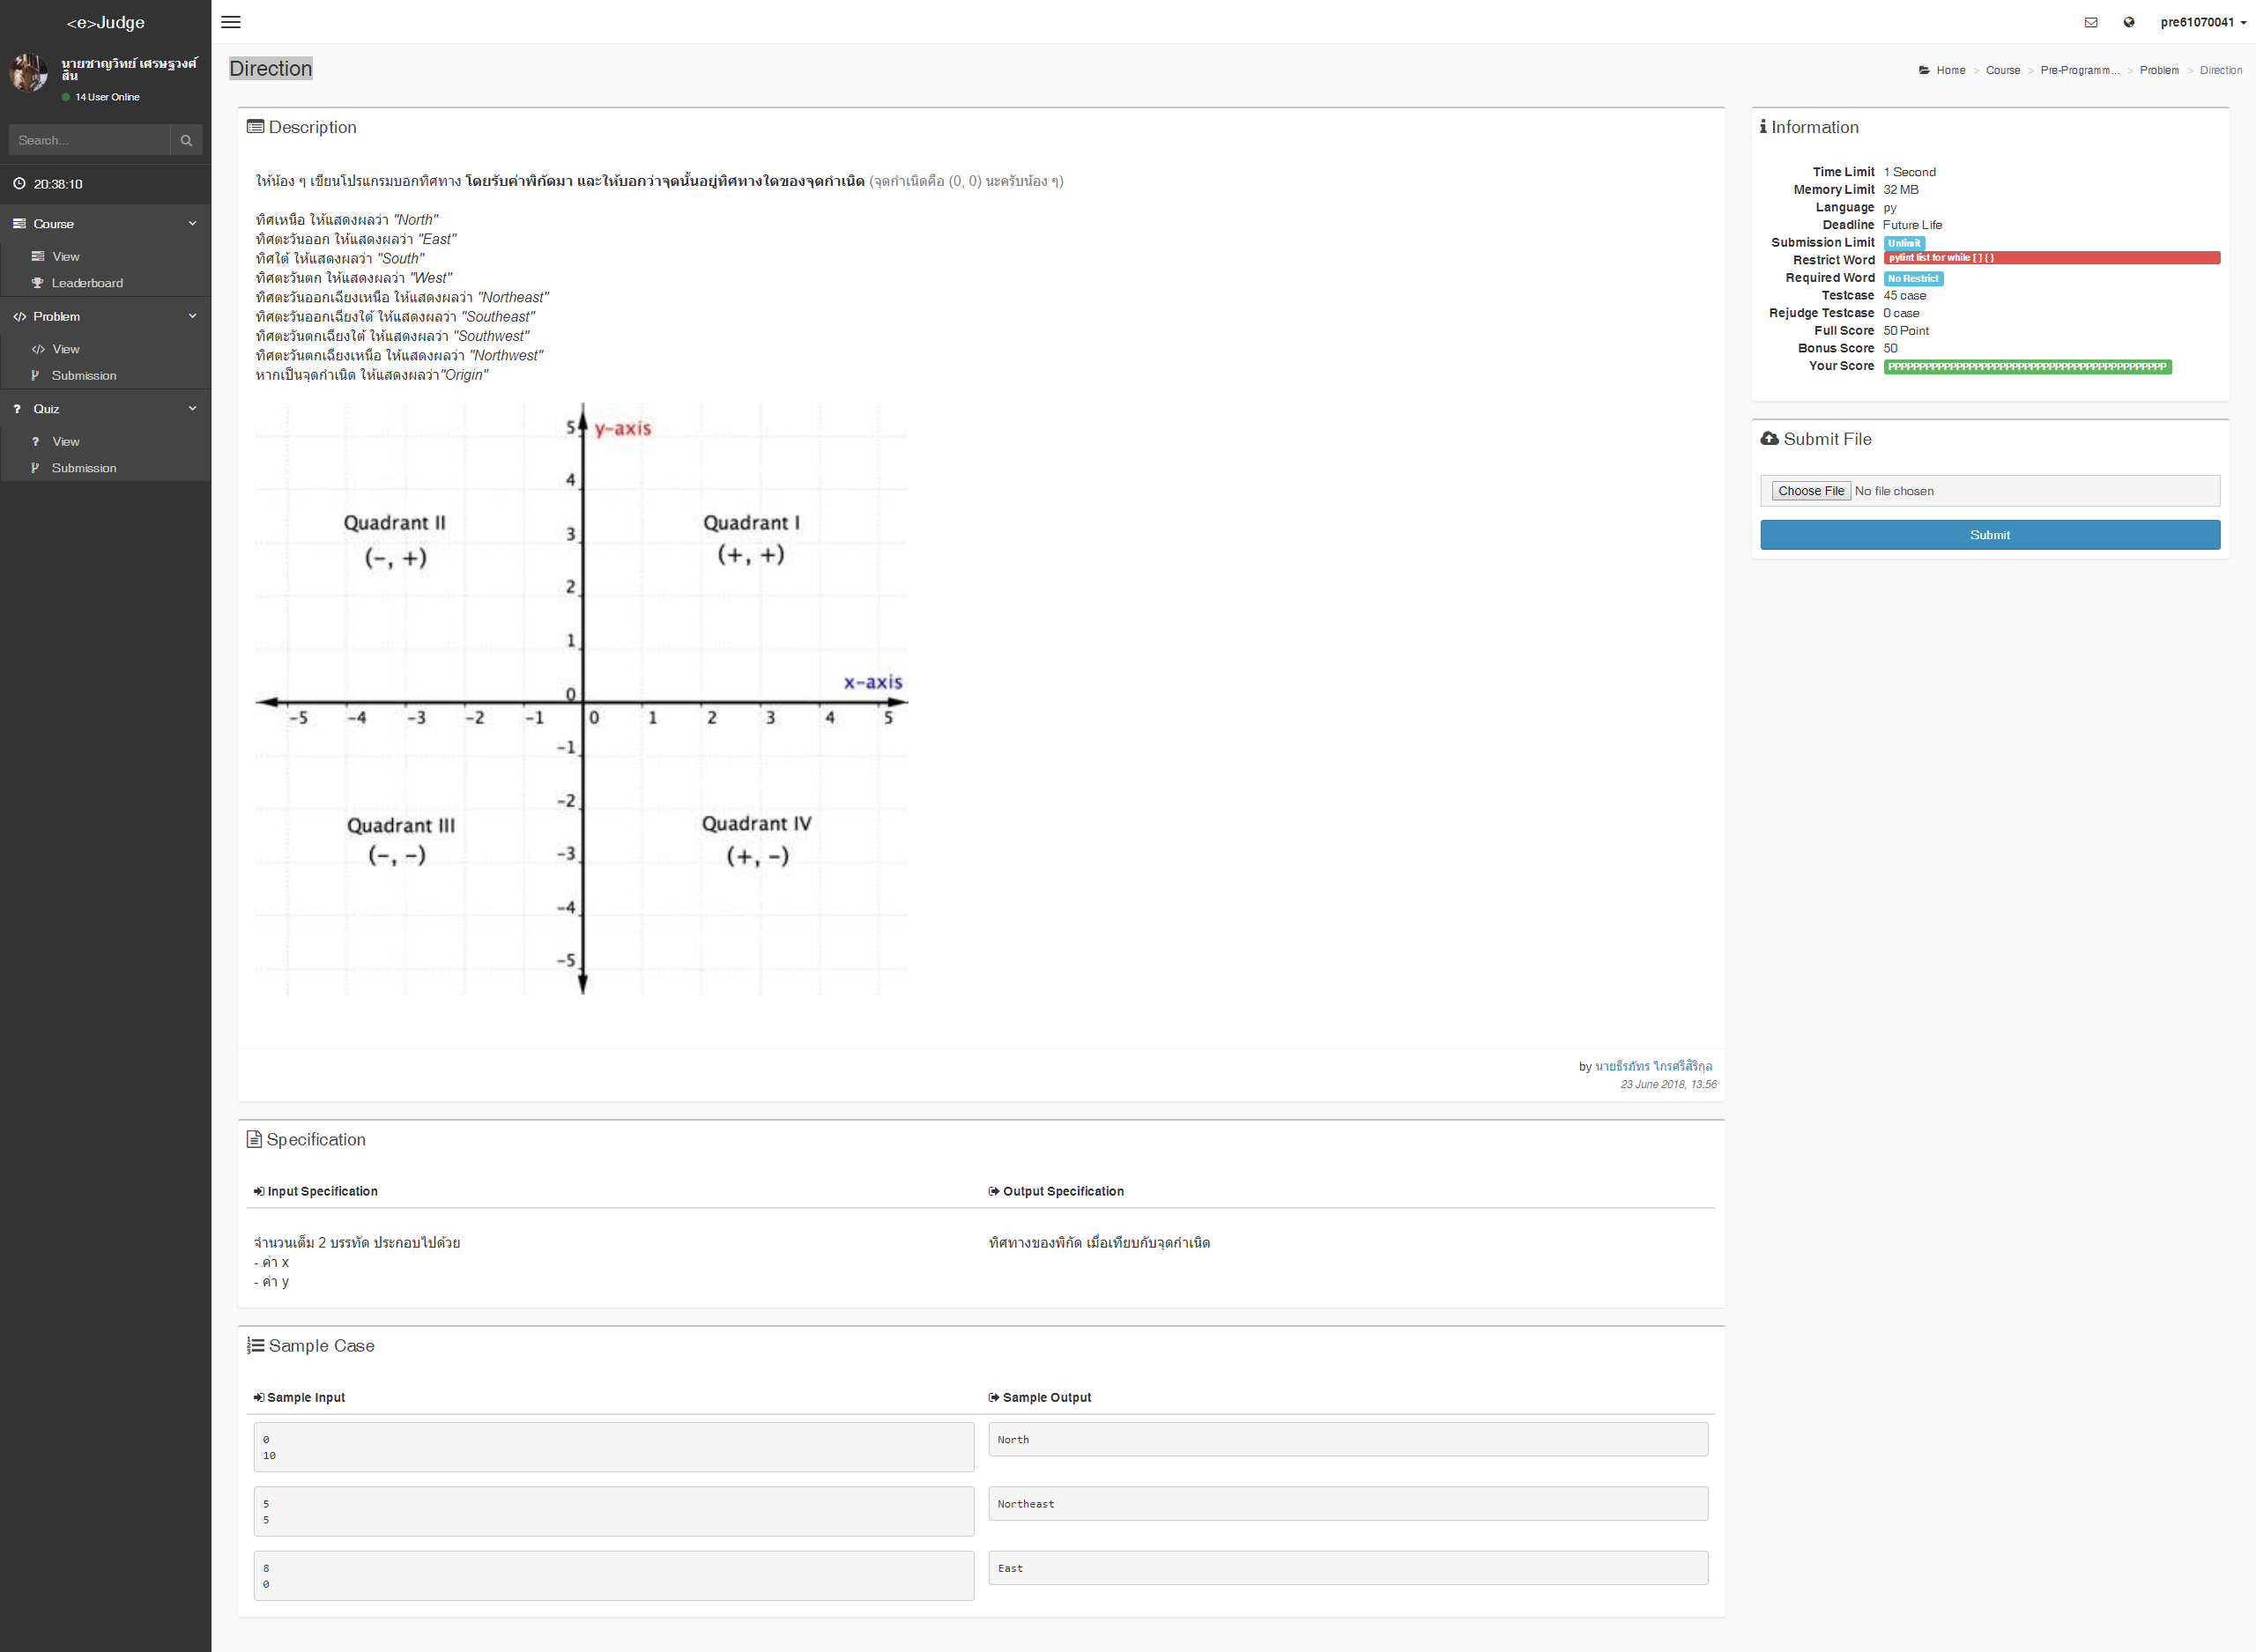 <e>Judge
pre61070041
นายชาญวิทย์ เศรษฐวงศ์
สิน
14 User Online
Search...
20:38:10
Course
View
Leaderboard
Problem
View
Submission
Quiz
View
Submission
Direction
Home > Course > Pre-Programm... > Problem > Direction
Description
ให้น้อง ๆ เขียนโปรแกรมบอกทิศทาง โดยรับค่าพิกัดมา และให้บอกว่าจุดนั้นอยู่ทิศทางใดของจุดกำเนิด (จุดกำเนิดคือ (0, 0) นะครับน้อง ๆ)
ทิศเหนือ ให้แสดงผลว่า "North"
ทิศตะวันออก ให้แสดงผลว่า "East"
ทิศใต้ ให้แสดงผลว่า "South"
ทิศตะวันตก ให้แสดงผลว่า "West"
ทิศตะวันออกเฉียงเหนือ ให้แสดงผลว่า "Northeast"
ทิศตะวันออกเฉียงใต้ ให้แสดงผลว่า "Southeast"
ทิศตะวันตกเฉียงใต้ ให้แสดงผลว่า "Southwest"
ทิศตะวันตกเฉียงเหนือ ให้แสดงผลว่า "Northwest"
หากเป็นจุดกำเนิด ให้แสดงผลว่า"Origin"
5 y-axis
4
Quadrant II Quadrant I
3
(-, +) (+, +)
2
1
x-axis
0
-5 -4 -3 -2 -1 0 1 2 3 4 5
-1
-2
Quadrant III Quadrant IV
-3
(-, -) (+, -)
-4
-5
by นายธีรภัทร ไกรศรีสิริกุล
23 June 2018, 13:56
Specification
Input Specification Output Specification
จำนวนเต็ม 2 บรรทัด ประกอบไปด้วย ทิศทางของพิกัด เมื่อเทียบกับจุดกำเนิด
- ค่า x
- ค่า y
Sample Case
Sample Input Sample Output
0
10
North
5
5
Northeast
8
0
East
Information
Time Limit 1 Second
Memory Limit 32 MB
Language py
Deadline Future Life
Submission Limit Unlimit
Restrict Word pylint list for while [ ] { }
Required Word No Restrict
Testcase 45 case
Rejudge Testcase 0 case
Full Score 50 Point
Bonus Score 50
Your Score PPPPPPPPPPPPPPPPPPPPPPPPPPPPPPPPPPPPPPPPPPPPP
Submit File
Choose File No file chosen
Submit